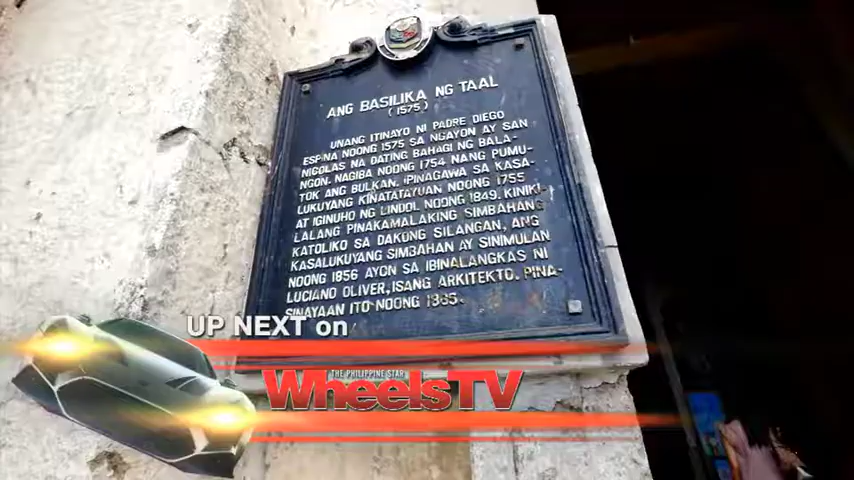 ANG BASILIKA NG TAAL
(1575)
UNANG ITINAYO NI PADRE DIEGO
ESPINA NOONG 1575 SA NGAYON AY SAN
NICOLAS NA DATING BAHAGI NG BALA-
NGON. NAGIBA NOONG 1754 NANG PUMU-
TOK ANG BULKAN. IPINAGAWA SA KASA-
LUKUYANG KINATATAYUAN NOONG 1755
AT IGINUHO NG LINDOL NOONG 1849. KINIKI-
LALANG PINAKAMALAKING SIMBAHANG
KATOLIKO SA DAKONG SILANGAN, ANG
KASALUKUYANG SIMBAHAN AY SINIMULAN
NOONG 1856 AYON SA IBINALANGKAS NI
LUCIANO OLIVER, ISANG ARKITEKTO. PINA-
SINAYAAN ITO NOONG 1865.
UP NEXT on
THE PHILIPPINE STAR
WheelsTV